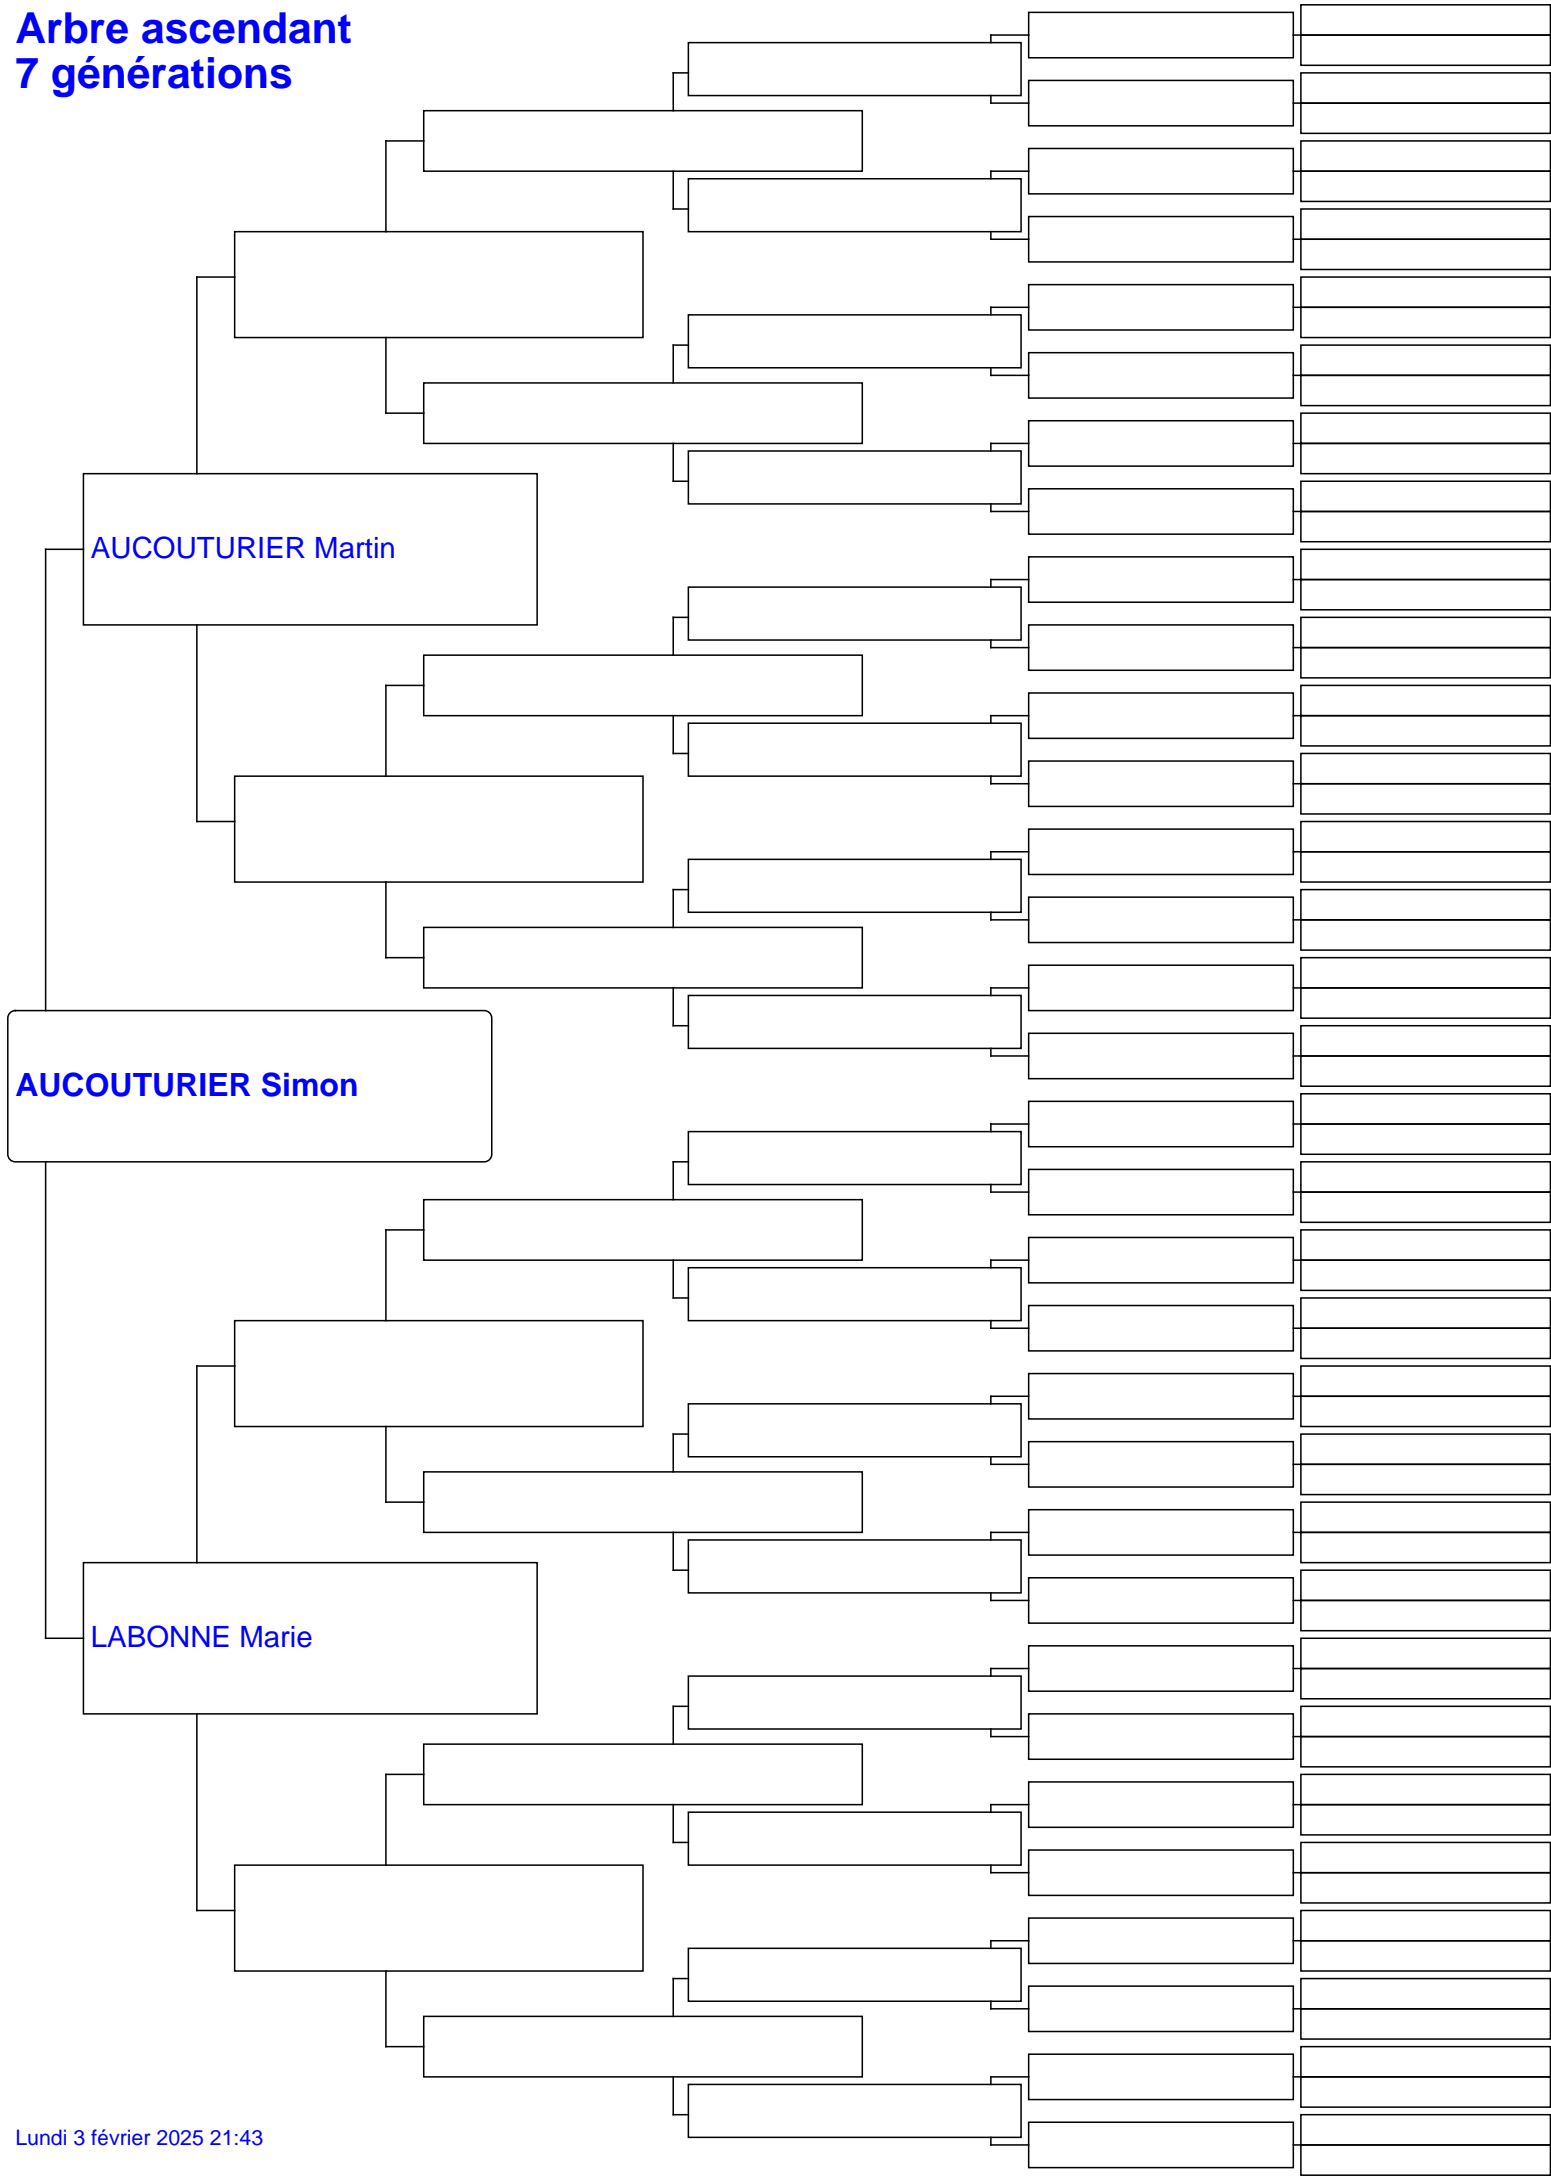 Arbre ascendant
7 générations
AUCOUTURIER Martin
AUCOUTURIER Simon
LABONNE Marie
Lundi 3 février 2025 21:43